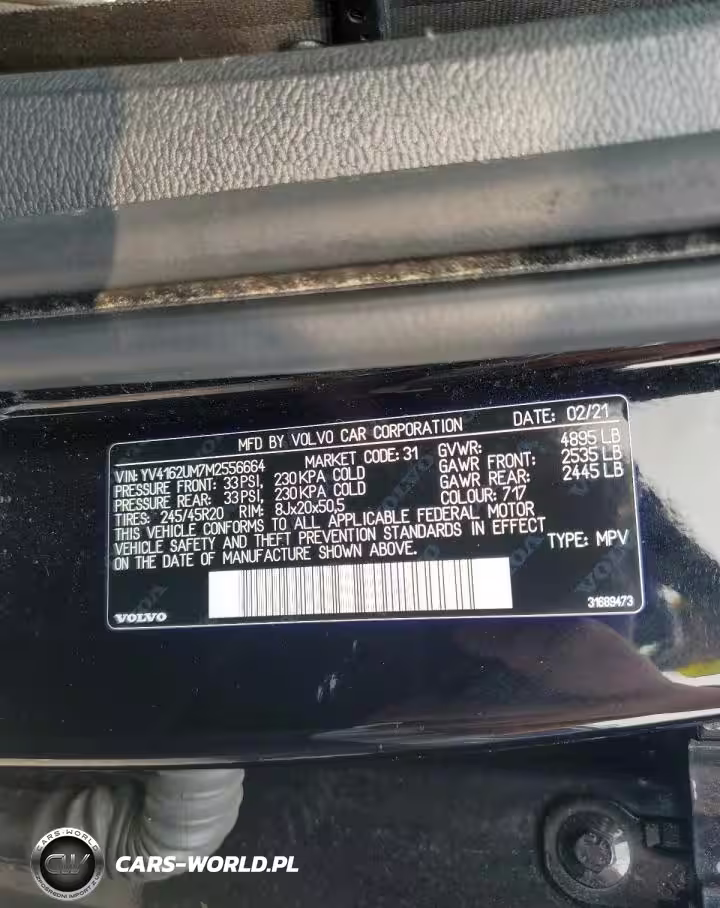 MFD BY VOLVO CAR CORPORATION DATE: 02/21
VIN: YV4162UM7M2556664 MARKET CODE: 31 GVWR: 4895 LB
PRESSURE FRONT: 33 PSI, 230 KPA COLD GAWR FRONT: 2535 LB
PRESSURE REAR: 33 PSI, 230 KPA COLD GAWR REAR: 2445 LB
TIRES: 245/45R20 RIM: 8Jx20x50,5 COLOUR: 717
THIS VEHICLE CONFORMS TO ALL APPLICABLE FEDERAL MOTOR
VEHICLE SAFETY AND THEFT PREVENTION STANDARDS IN EFFECT
ON THE DATE OF MANUFACTURE SHOWN ABOVE. TYPE: MPV
VOLVO 31689473
CARS-WORLD
CW
CARS-WORLD.PL